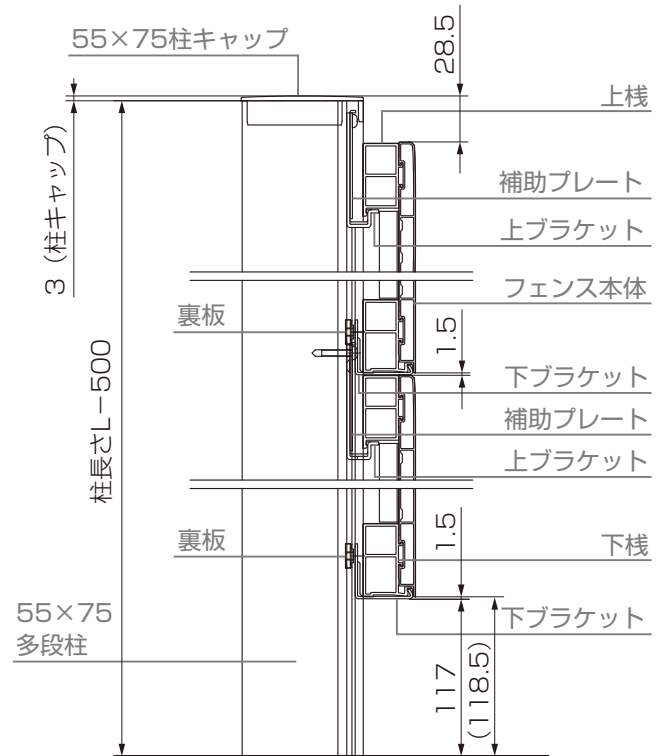 55×75柱キャップ
28.5
上桟
3（柱キャップ）
補助プレート
上ブラケット
フェンス本体
裏板
1.5
下ブラケット
柱長さL－500
補助プレート
上ブラケット
裏板
1.5
下桟
55×75
多段柱
下ブラケット
117
(118.5)